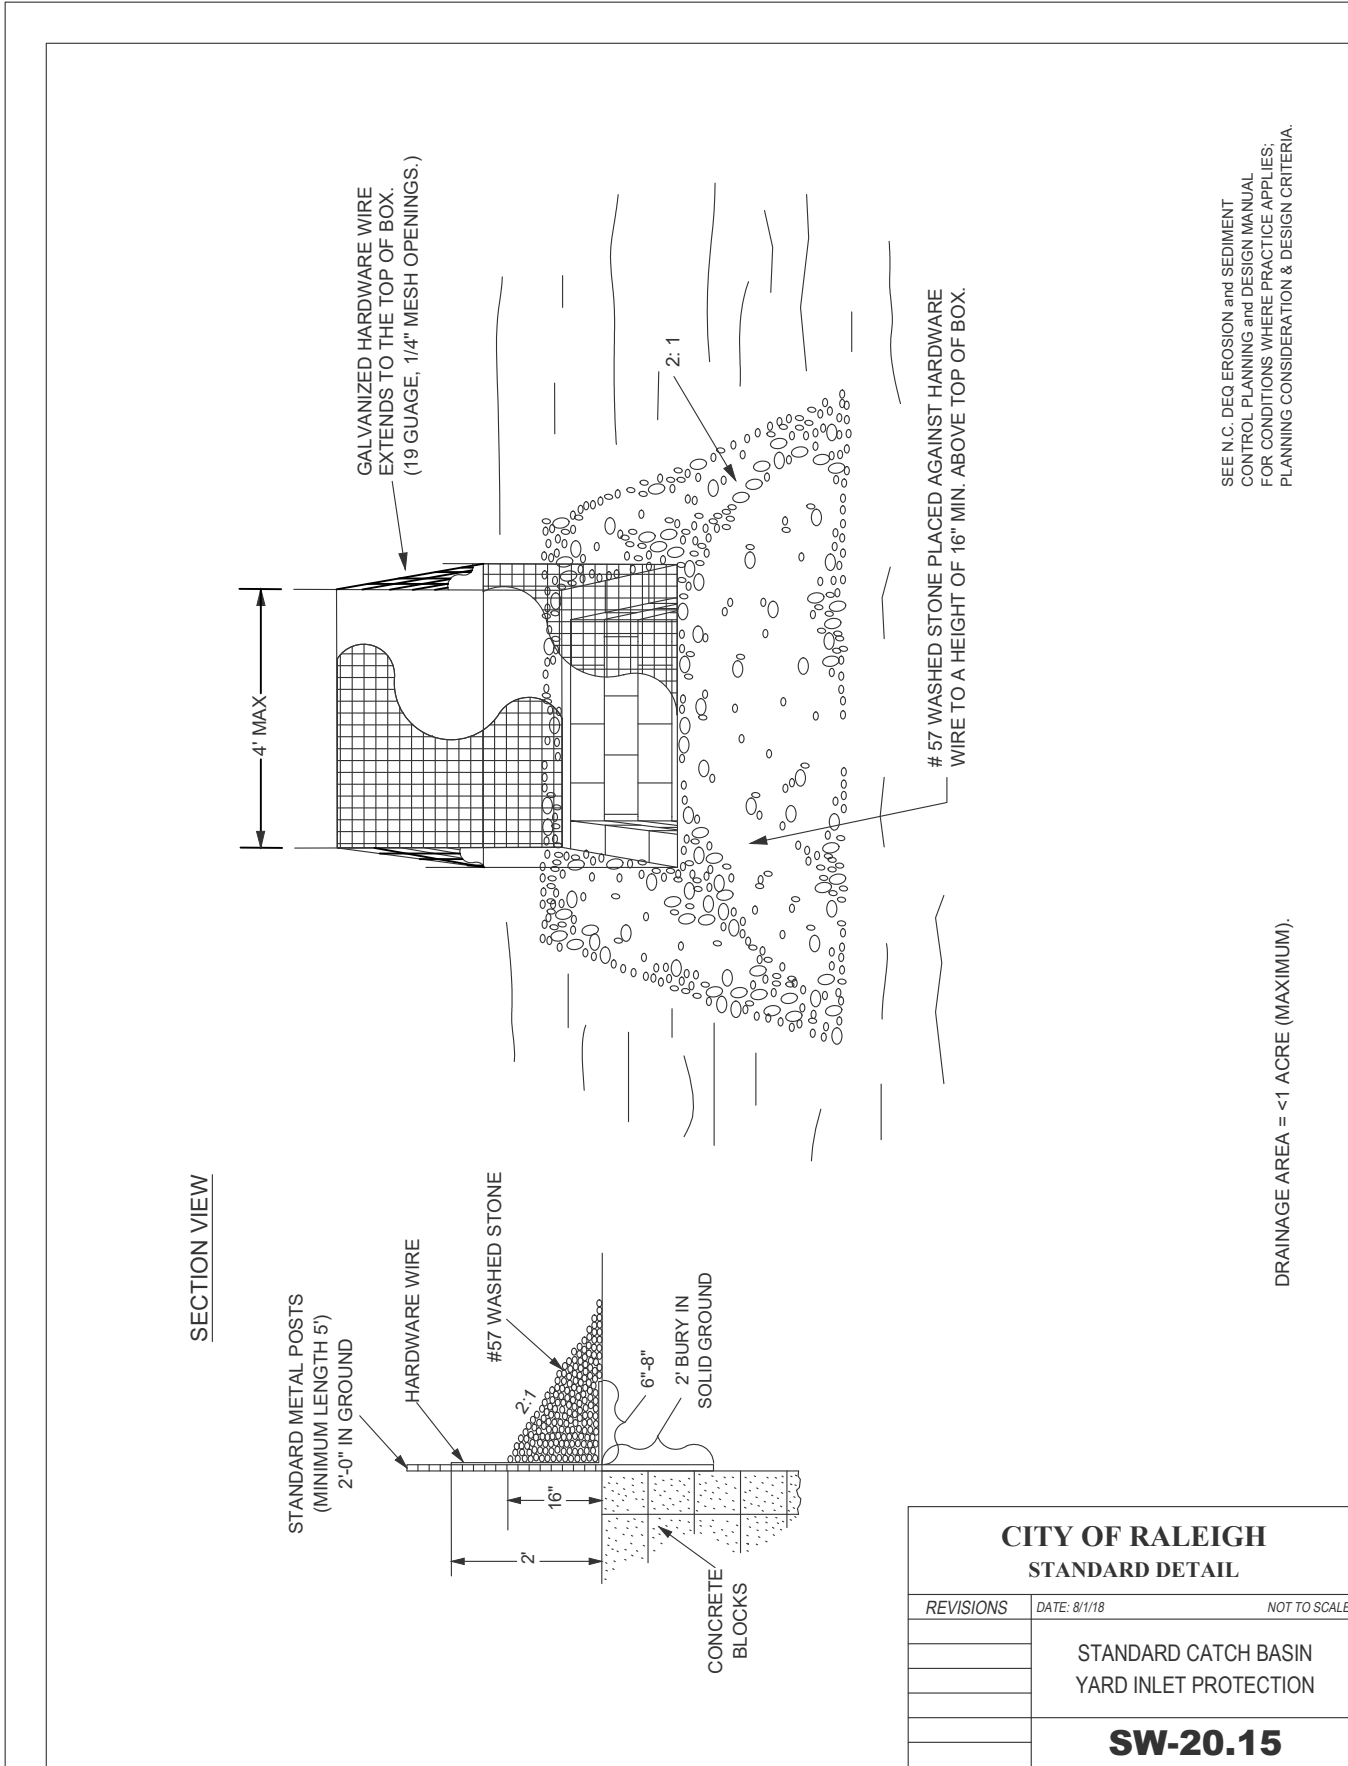 GALVANIZED HARDWARE WIRE
EXTENDS TO THE TOP OF BOX.
(19 GUAGE, 1/4" MESH OPENINGS.)
4' MAX
2: 1
# 57 WASHED STONE PLACED AGAINST HARDWARE
WIRE TO A HEIGHT OF 16" MIN. ABOVE TOP OF BOX.
SEE N.C. DEQ EROSION and SEDIMENT
CONTROL PLANNING and DESIGN MANUAL
FOR CONDITIONS WHERE PRACTICE APPLIES;
PLANNING CONSIDERATION & DESIGN CRITERIA.
SECTION VIEW
STANDARD METAL POSTS
(MINIMUM LENGTH 5')
2'-0" IN GROUND
HARDWARE WIRE
#57 WASHED STONE
2:1
6"-8"
2' BURY IN
SOLID GROUND
16"
2'
CONCRETE
BLOCKS
DRAINAGE AREA = <1 ACRE (MAXIMUM).
CITY OF RALEIGH
STANDARD DETAIL
REVISIONS
DATE: 8/1/18
NOT TO SCALE
STANDARD CATCH BASIN
YARD INLET PROTECTION
SW-20.15